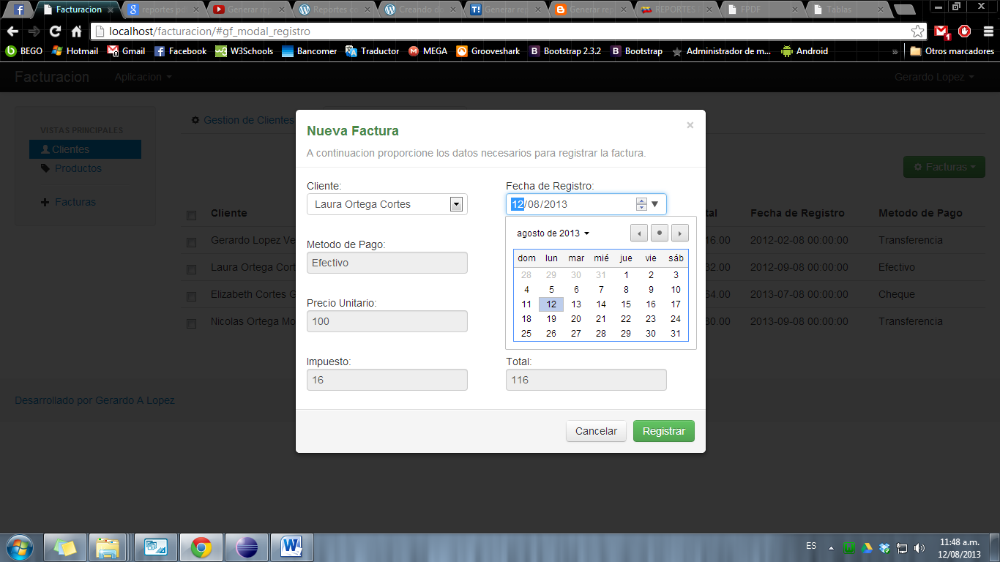 Facturacion
reportes pd
Generar rep
Reportes co
Creando d
Generar re
Generar rep
REPORTES
FPDF
Tablas
localhost/facturacion/#gf_modal_registro
1
BEGO Hotmail Gmail Facebook W3Schools Bancomer Traductor MEGA Grooveshark Bootstrap 2.3.2 Bootstrap Administrador de m... Android » Otros marcadores
Facturacion Aplicacion Gerardo Lopez
VISTAS PRINCIPALES
Clientes
Productos
Facturas
Gestion de Clientes
Facturas
Cliente tal Fecha de Registro Metodo de Pago
Gerardo Lopez Ve 16.00 2012-02-08 00:00:00 Transferencia
Laura Ortega Cort 32.00 2012-09-08 00:00:00 Efectivo
Elizabeth Cortes G 64.00 2013-07-08 00:00:00 Cheque
Nicolas Ortega Mo 80.00 2013-09-08 00:00:00 Transferencia
Desarrollado por Gerardo A Lopez
Nueva Factura ×
A continuacion proporcione los datos necesarios para registrar la factura.
Cliente: Fecha de Registro:
Laura Ortega Cortes 12/08/2013
agosto de 2013
dom lun mar mié jue vie sáb
28 29 30 31 1 2 3
4 5 6 7 8 9 10
11 12 13 14 15 16 17
18 19 20 21 22 23 24
25 26 27 28 29 30 31
Metodo de Pago:
Efectivo
Precio Unitario:
100
Impuesto: Total:
16 116
Cancelar Registrar
ES 11:48 a.m.
12/08/2013